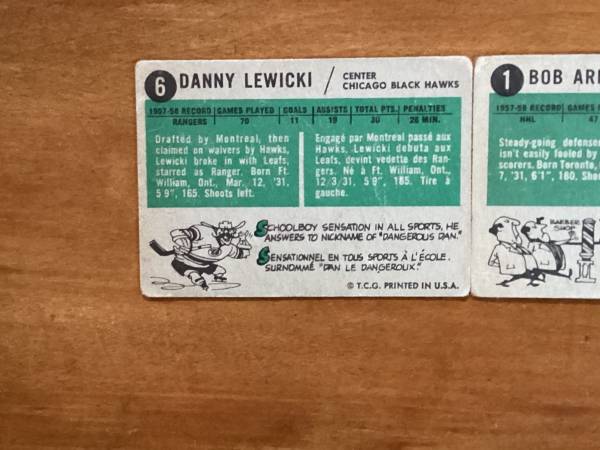 6 DANNY LEWICKI / CENTER
CHICAGO BLACK HAWKS
1957-58 RECORD GAMES PLAYED GOALS ASSISTS TOTAL PTS. PENALTIES
RANGERS 70 11 19 30 26 MIN.
Drafted by Montreal, then
claimed on waivers by Hawks,
Lewicki broke in with Leafs,
starred as Ranger. Born Ft.
William, Ont., Mar. 12, '31,
5'9", 165. Shoots left.
Engagé par Montreal passé aux
Hawks, Lewicki debuta aux
Leafs, devint vedette des Ran-
gers. Né à Ft. William, Ont.,
12/3/31, 5'9", 165. Tire à
gauche.
SCHOOLBOY SENSATION IN ALL SPORTS, HE
ANSWERS TO NICKNAME OF "DANGEROUS DAN."
SENSATIONNEL EN TOUS SPORTS À L'ÉCOLE.
SURNOMMÉ "DAN LE DANGEROUX."
© T.C.G. PRINTED IN U.S.A.
1 BOB
1957-58 RECORD GAMES
NHL 47
Steady-going
isn't easily fooled by
scorers. Born Toronto,
7, '31, 6'1", 180.
BARBER
SHOP